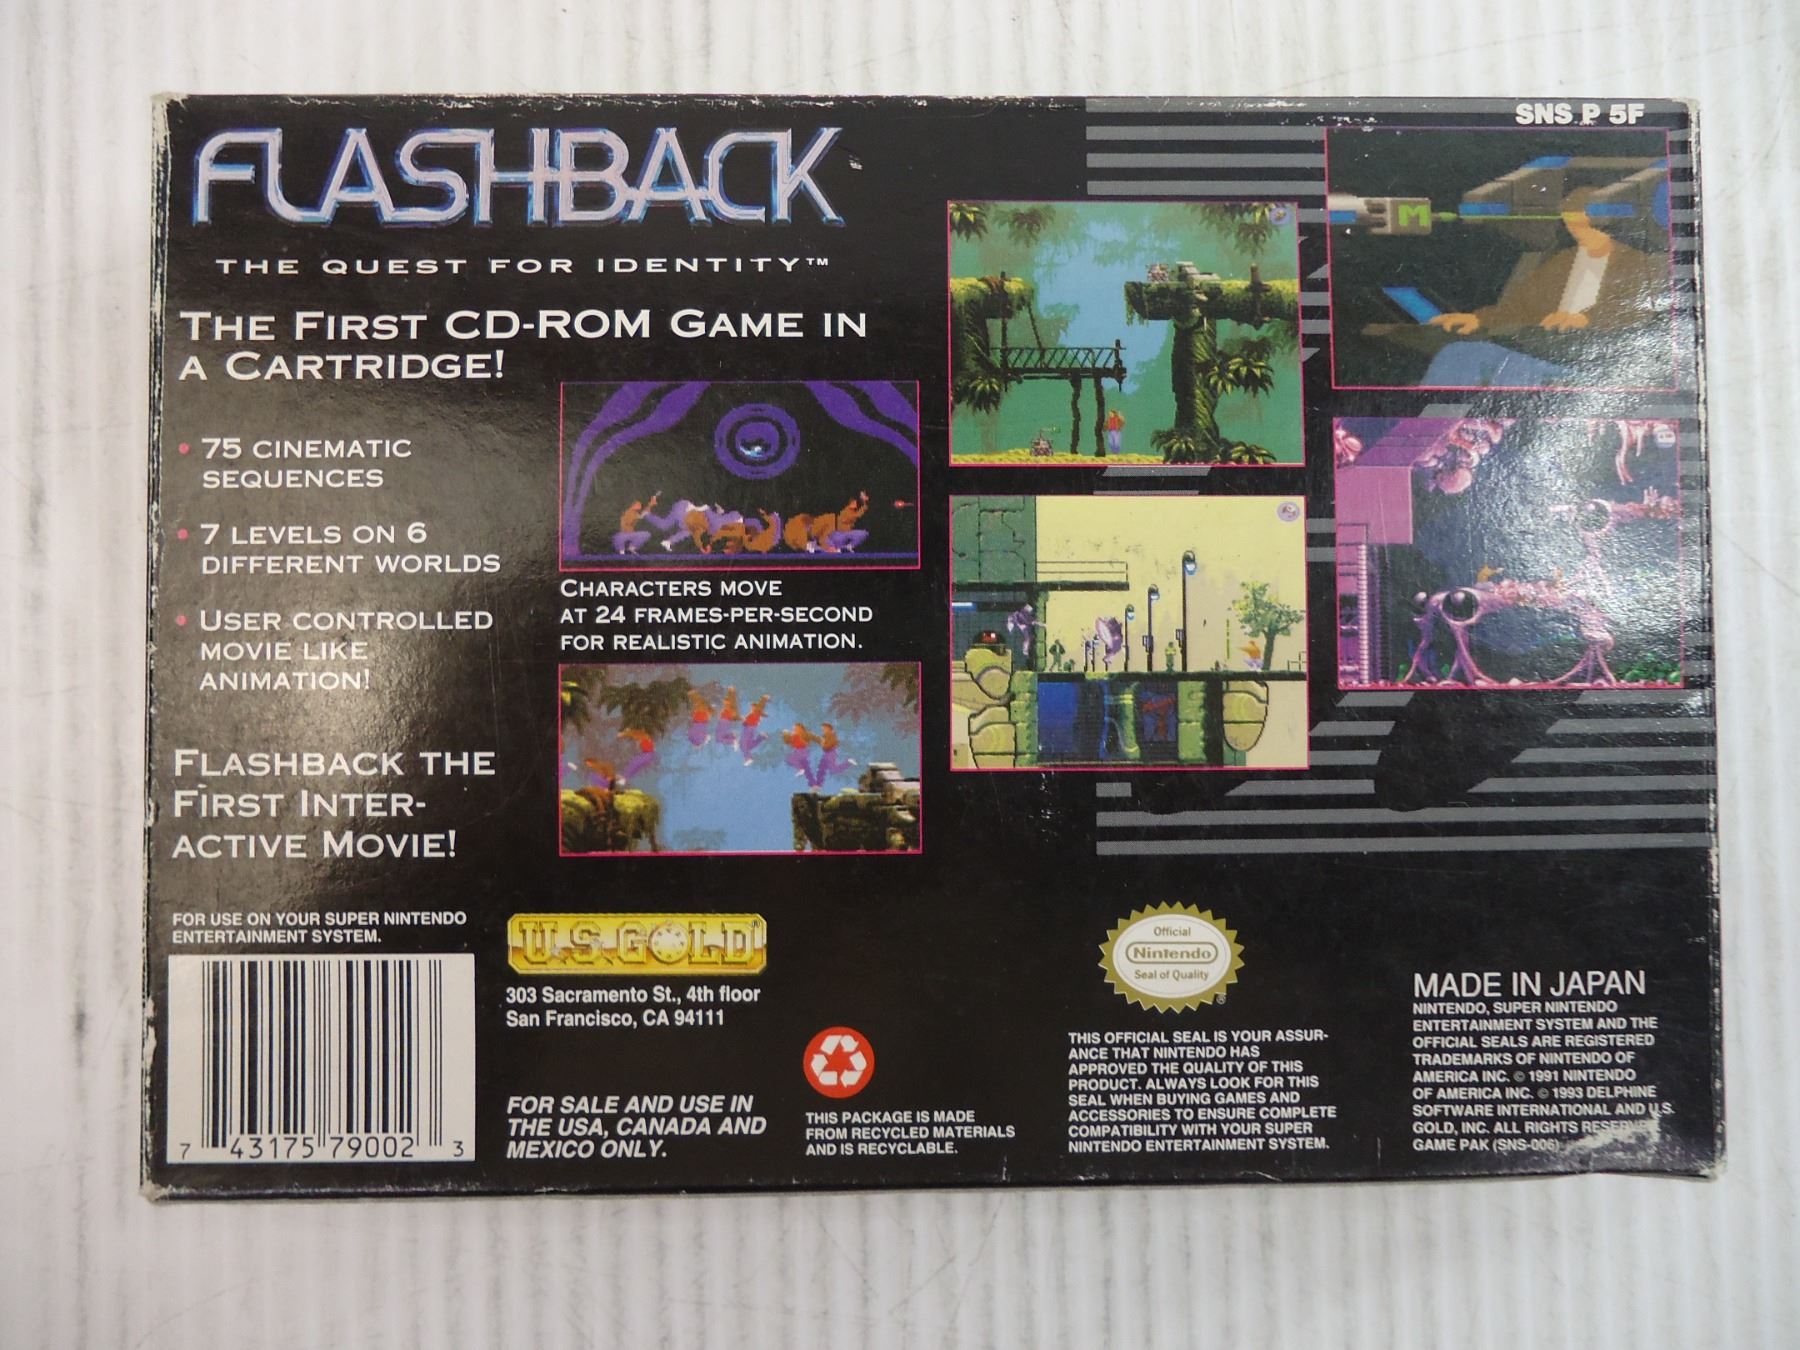 SNS P 5F
FLASHBACK
THE QUEST FOR IDENTITY™
THE FIRST CD-ROM GAME IN
A CARTRIDGE!
• 75 CINEMATIC
SEQUENCES
• 7 LEVELS ON 6
DIFFERENT WORLDS
• USER CONTROLLED
MOVIE LIKE
ANIMATION!
FLASHBACK THE
FIRST INTER-
ACTIVE MOVIE!
CHARACTERS MOVE
AT 24 FRAMES-PER-SECOND
FOR REALISTIC ANIMATION.
M
FOR USE ON YOUR SUPER NINTENDO
ENTERTAINMENT SYSTEM.
7 43175 79002 3
U.S. GOLD®
303 Sacramento St., 4th floor
San Francisco, CA 94111
FOR SALE AND USE IN
THE USA, CANADA AND
MEXICO ONLY.
THIS PACKAGE IS MADE
FROM RECYCLED MATERIALS
AND IS RECYCLABLE.
Official
Nintendo
Seal of Quality
®
THIS OFFICIAL SEAL IS YOUR ASSUR-
ANCE THAT NINTENDO HAS
APPROVED THE QUALITY OF THIS
PRODUCT. ALWAYS LOOK FOR THIS
SEAL WHEN BUYING GAMES AND
ACCESSORIES TO ENSURE COMPLETE
COMPATIBILITY WITH YOUR SUPER
NINTENDO ENTERTAINMENT SYSTEM.
MADE IN JAPAN
NINTENDO, SUPER NINTENDO
ENTERTAINMENT SYSTEM AND THE
OFFICIAL SEALS ARE REGISTERED
TRADEMARKS OF NINTENDO OF
AMERICA INC. © 1991 NINTENDO
OF AMERICA INC. © 1993 DELPHINE
SOFTWARE INTERNATIONAL AND U.S.
GOLD, INC. ALL RIGHTS RESERVED.
GAME PAK (SNS-006)